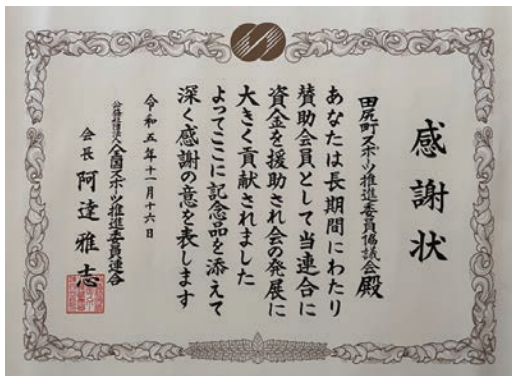 感謝状
田尻町スポーツ推進委員協議会殿
あなたは長期間にわたり
賛助会員として当連合に
資金を援助され会の発展に
大きく貢献されました
よってここに記念品を添えて
深く感謝の意を表します
令和五年十一月十六日
公益社団法人全国スポーツ推進委員連合
会長 阿達雅志